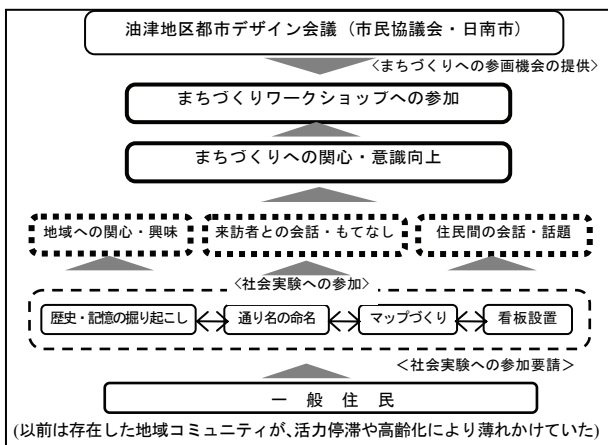 油津地区都市デザイン会議（市民協議会・日南市）
<まちづくりへの参画機会の提供>
まちづくりワークショップへの参加
まちづくりへの関心・意識向上
地域への関心・興味
来訪者との会話・もてなし
住民間の会話・話題
<社会実験への参加>
歴史・記憶の掘り起こし
通り名の命名
マップづくり
看板設置
＜社会実験への参加要請＞
一 般 住 民
(以前は存在した地域コミュニティが、活力停滞や高齢化により薄れかけていた)